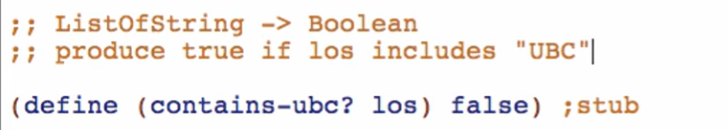 ;; ListOfString -> Boolean
;; produce true if los includes "UBC"
(define (contains-ubc? los) false) ;stub